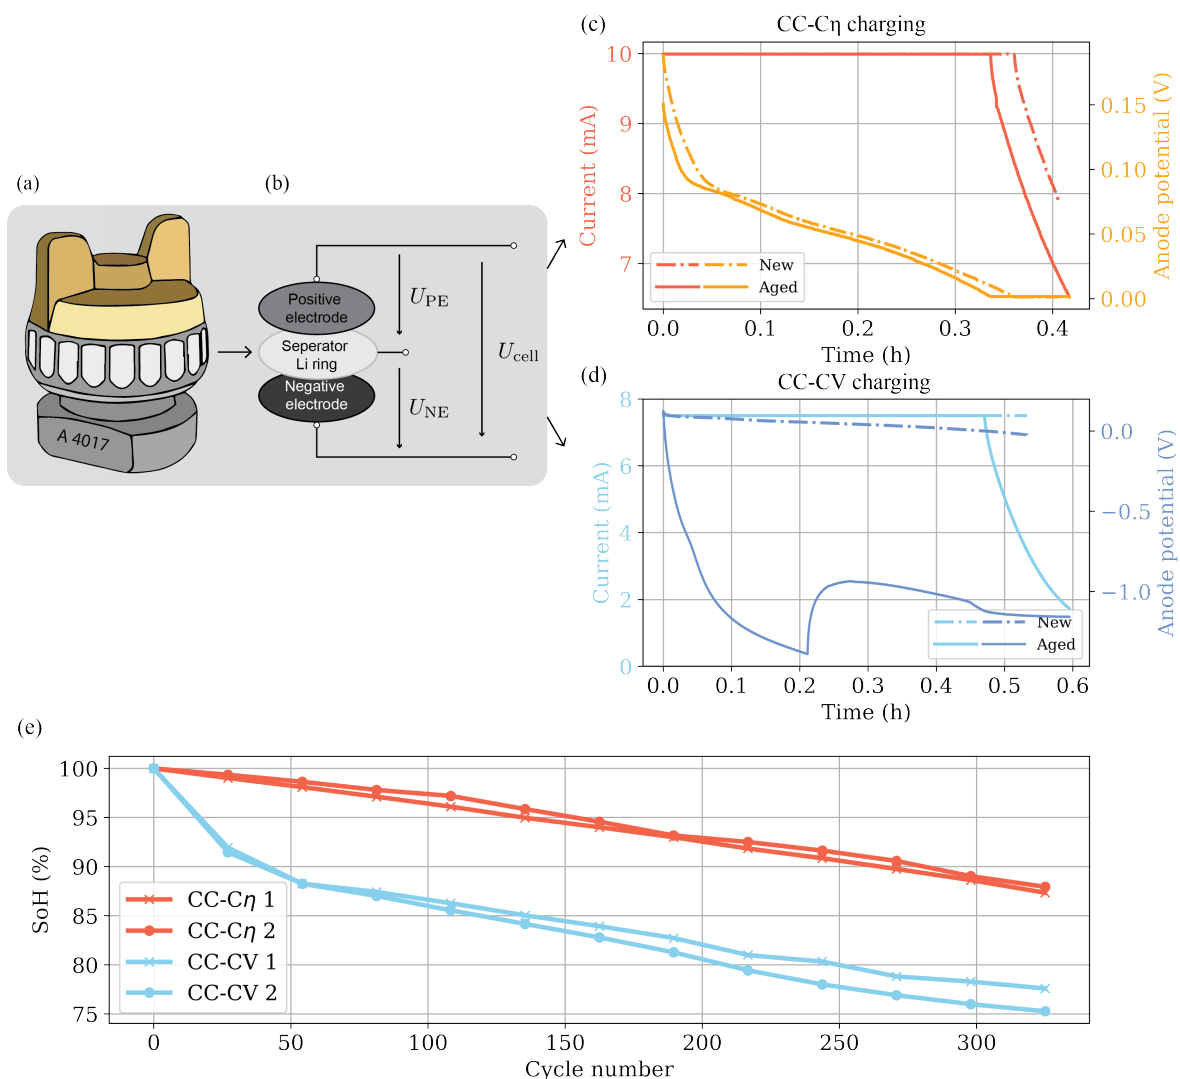 (a)
(b)
A 4017
Positive
electrode
Seperator
Li ring
Negative
electrode
U_PE
U_NE
U_cell
(c)
CC-Cη charging
10
9
8
7
Current (mA)
0.15
0.10
0.05
0.00
Anode potential (V)
New
Aged
0.0 0.1 0.2 0.3 0.4
Time (h)
(d)
CC-CV charging
8
6
4
2
0
Current (mA)
0.0
−0.5
−1.0
Anode potential (V)
New
Aged
0.0 0.1 0.2 0.3 0.4 0.5 0.6
Time (h)
(e)
100
95
90
85
80
75
SoH (%)
CC-Cη 1
CC-Cη 2
CC-CV 1
CC-CV 2
0 50 100 150 200 250 300
Cycle number